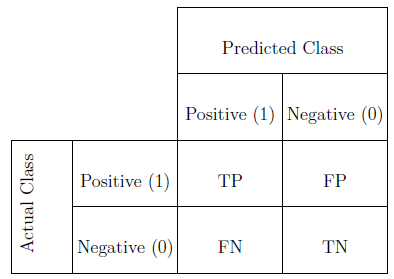 Predicted Class
Positive (1) Negative (0)
Actual Class
Positive (1) TP FP
Negative (0) FN TN